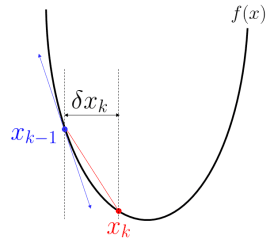 f(x)
δx_k
x_{k−1}
x_k